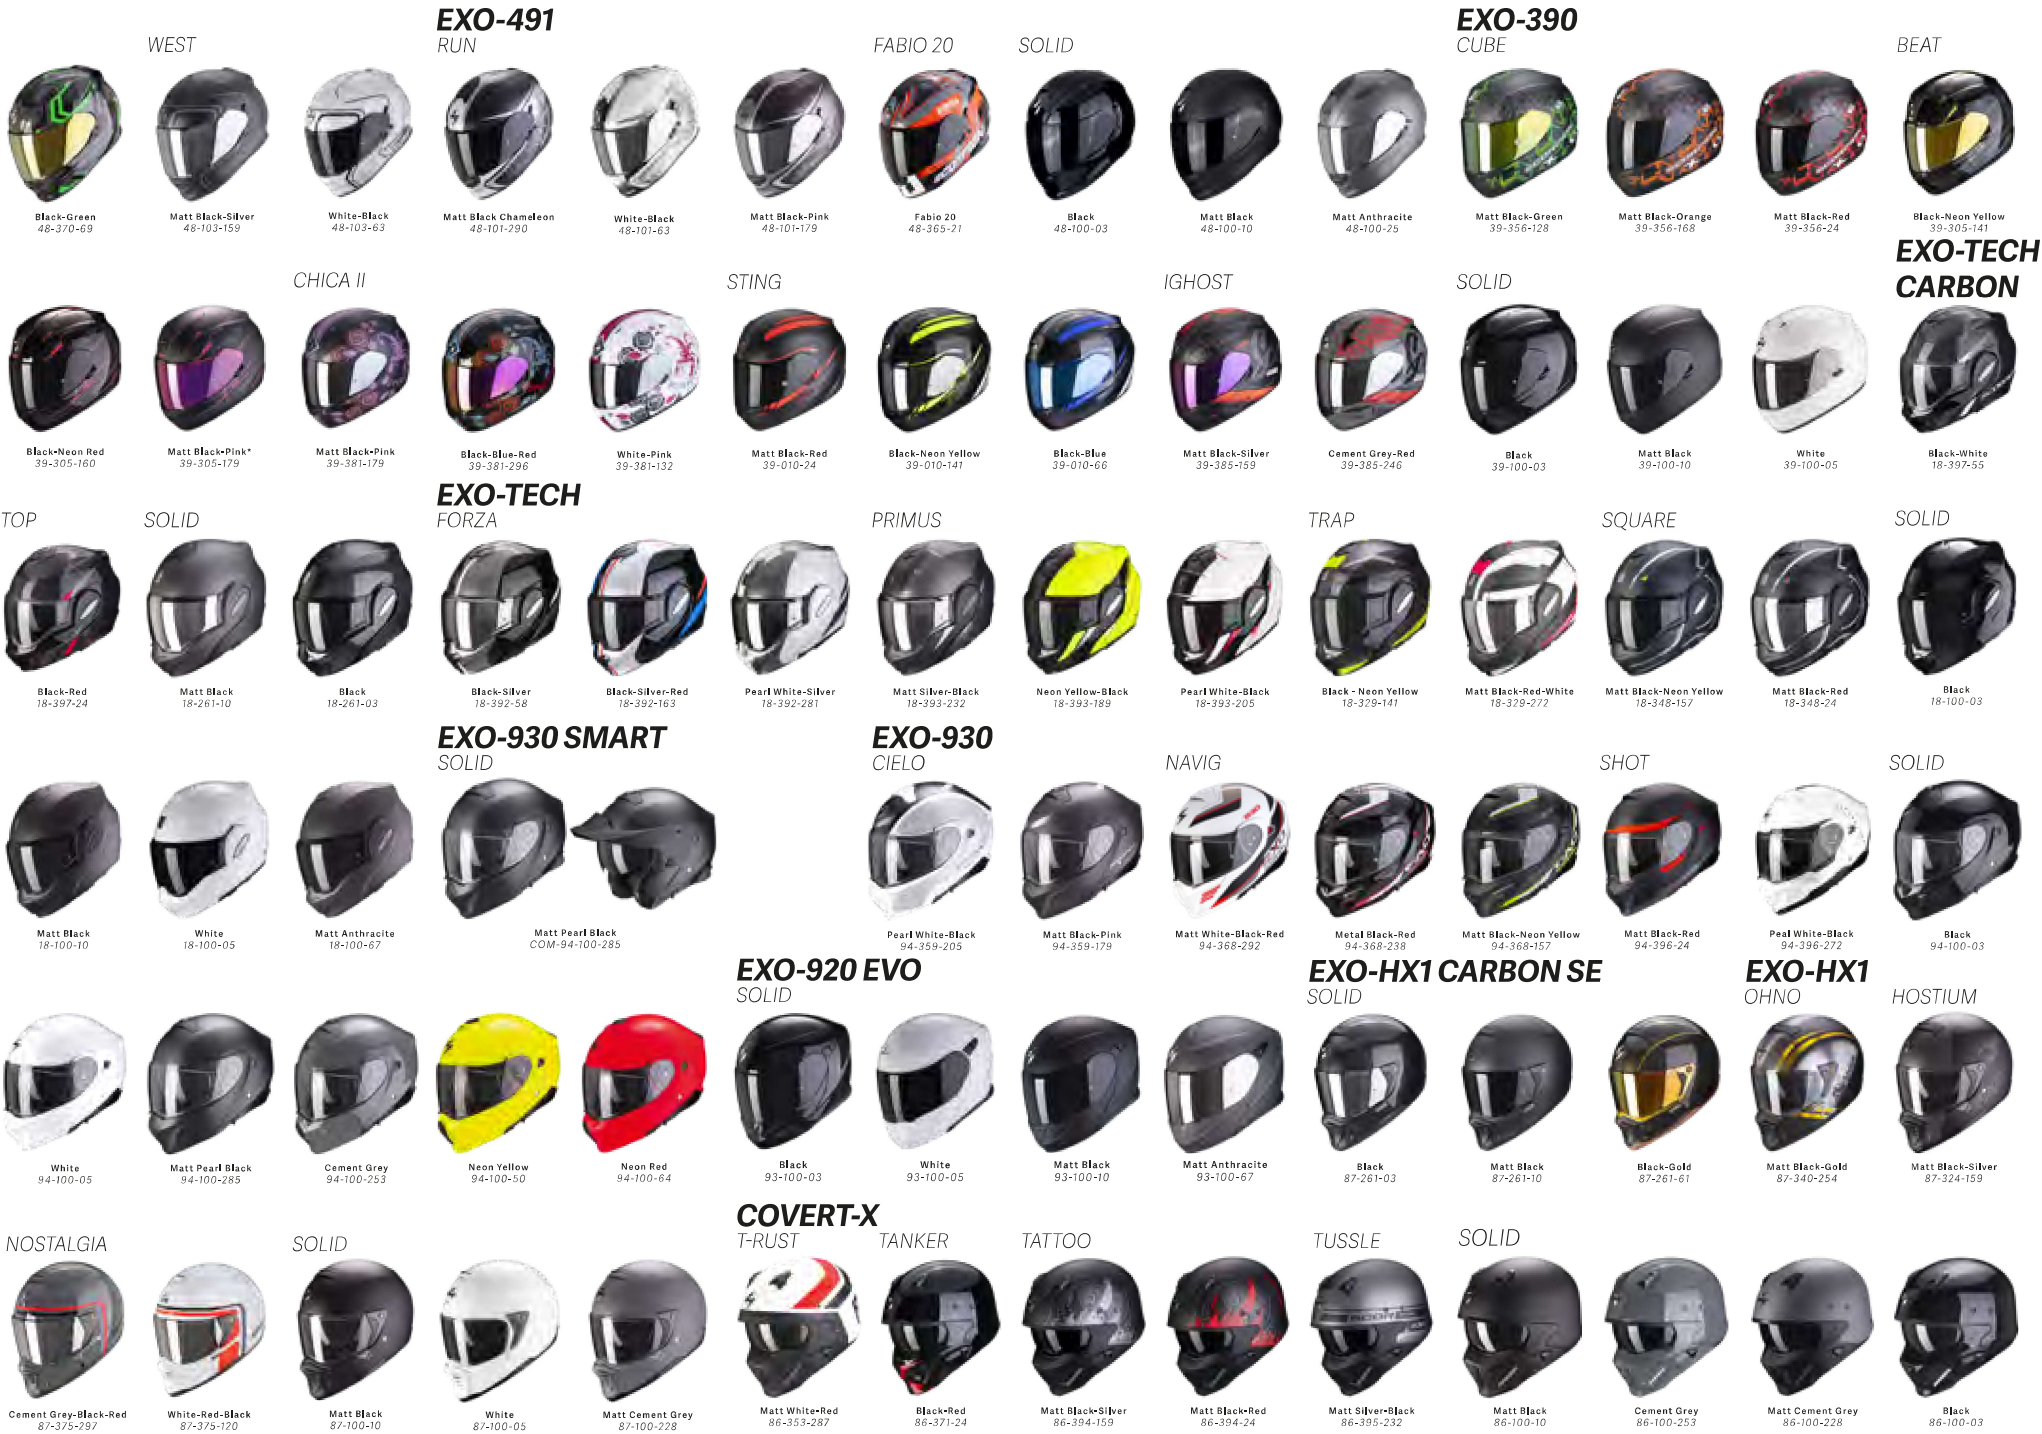 EXO-491
EXO-390
WEST
RUN
FABIO 20
SOLID
CUBE
BEAT
Black-Green
48-370-69
Matt Black-Silver
48-103-159
White-Black
48-103-63
Matt Black Chameleon
48-101-290
White-Black
48-101-63
Matt Black-Pink
48-101-179
Fabio 20
48-365-21
Black
48-100-03
Matt Black
48-100-10
Matt Anthracite
48-100-25
Matt Black-Green
39-356-128
Matt Black-Orange
39-356-168
Matt Black-Red
39-356-24
Black-Neon Yellow
39-305-141
EXO-TECH
CARBON
CHICA II
STING
IGHOST
SOLID
Black-Neon Red
39-305-160
Matt Black-Pink*
39-305-179
Matt Black-Pink
39-381-179
Black-Blue-Red
39-381-296
White-Pink
39-381-132
Matt Black-Red
39-010-24
Black-Neon Yellow
39-010-141
Black-Blue
39-010-66
Matt Black-Silver
39-385-159
Cement Grey-Red
39-385-246
Black
39-100-03
Matt Black
39-100-10
White
39-100-05
Black-White
18-397-55
EXO-TECH
TOP
SOLID
FORZA
PRIMUS
TRAP
SQUARE
SOLID
Black-Red
18-397-24
Matt Black
18-261-10
Black
18-261-03
Black-Silver
18-392-58
Black-Silver-Red
18-392-163
Pearl White-Silver
18-392-281
Matt Silver-Black
18-393-232
Neon Yellow-Black
18-393-189
Pearl White-Black
18-393-205
Black - Neon Yellow
18-329-141
Matt Black-Red-White
18-329-272
Matt Black-Neon Yellow
18-348-157
Matt Black-Red
18-348-24
Black
18-100-03
EXO-930 SMART
EXO-930
SOLID
CIELO
NAVIG
SHOT
SOLID
Matt Black
18-100-10
White
18-100-05
Matt Anthracite
18-100-67
Matt Pearl Black
COM-94-100-285
Pearl White-Black
94-359-205
Matt Black-Pink
94-359-179
Matt White-Black-Red
94-368-292
Metal Black-Red
94-368-238
Matt Black-Neon Yellow
94-368-157
Matt Black-Red
94-396-24
Peal White-Black
94-396-272
Black
94-100-03
EXO-920 EVO
EXO-HX1 CARBON SE
EXO-HX1
SOLID
SOLID
OHNO
HOSTIUM
White
94-100-05
Matt Pearl Black
94-100-285
Cement Grey
94-100-253
Neon Yellow
94-100-50
Neon Red
94-100-64
Black
93-100-03
White
93-100-05
Matt Black
93-100-10
Matt Anthracite
93-100-67
Black
87-261-03
Matt Black
87-261-10
Black-Gold
87-261-61
Matt Black-Gold
87-340-254
Matt Black-Silver
87-324-159
COVERT-X
NOSTALGIA
SOLID
T-RUST
TANKER
TATTOO
TUSSLE
SOLID
Cement Grey-Black-Red
87-375-297
White-Red-Black
87-375-120
Matt Black
87-100-10
White
87-100-05
Matt Cement Grey
87-100-228
Matt White-Red
86-353-287
Black-Red
86-371-24
Matt Black-Silver
86-394-159
Matt Black-Red
86-394-24
Matt Silver-Black
86-395-232
Matt Black
86-100-10
Cement Grey
86-100-253
Matt Cement Grey
86-100-228
Black
86-100-03